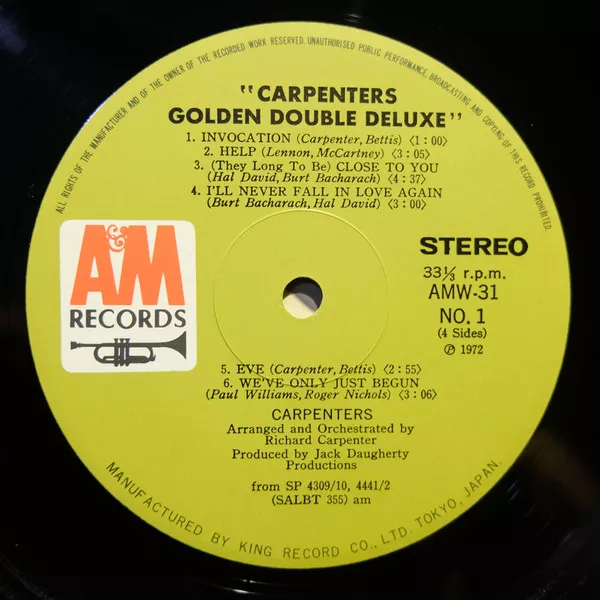 ALL RIGHTS OF THE MANUFACTURER AND OF THE OWNER OF THE RECORDED WORK RESERVED. UNAUTHORISED PUBLIC PERFORMANCE, BROADCASTING AND COPYING OF THIS RECORD PROHIBITED.
"CARPENTERS
GOLDEN DOUBLE DELUXE"
1. INVOCATION (Carpenter, Bettis) 〈1:00〉
2. HELP (Lennon, McCartney) 〈3:05〉
3. (They Long To Be) CLOSE TO YOU
(Hal David, Burt Bacharach) 〈4:37〉
4. I'LL NEVER FALL IN LOVE AGAIN
(Burt Bacharach, Hal David) 〈3:00〉
A&M
RECORDS
STEREO
33⅓ r.p.m.
AMW-31
NO. 1
(4 Sides)
Ⓟ 1972
5. EVE (Carpenter, Bettis) 〈2:55〉
6. WE'VE ONLY JUST BEGUN
(Paul Williams, Roger Nichols) 〈3:06〉
CARPENTERS
Arranged and Orchestrated by
Richard Carpenter
Produced by Jack Daugherty
Productions
from SP 4309/10, 4441/2
(SALBT 355) am
MANUFACTURED BY KING RECORD CO., LTD. TOKYO, JAPAN.